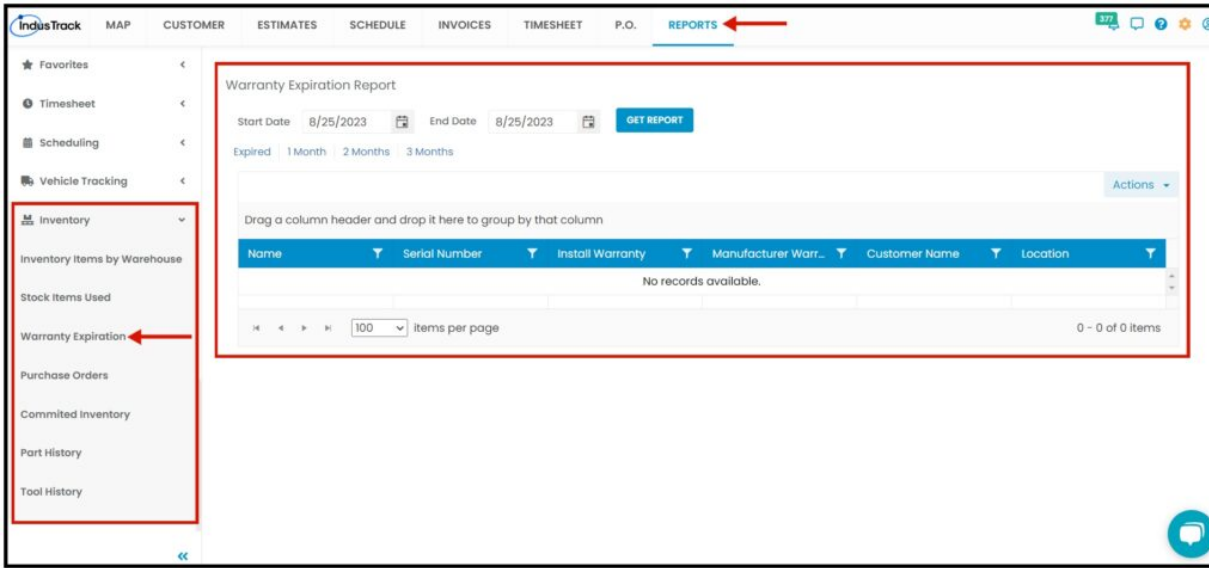 IndusTrack MAP CUSTOMER ESTIMATES SCHEDULE INVOICES TIMESHEET P.O. REPORTS 377
Favorites
Timesheet
Scheduling
Vehicle Tracking
Inventory
Inventory Items by Warehouse
Stock Items Used
Warranty Expiration
Purchase Orders
Commited Inventory
Part History
Tool History
Warranty Expiration Report
Start Date 8/25/2023 End Date 8/25/2023 GET REPORT
Expired 1 Month 2 Months 3 Months
Actions
Drag a column header and drop it here to group by that column
Name Serial Number Install Warranty Manufacturer Warr... Customer Name Location
No records available.
100 items per page 0 - 0 of 0 items